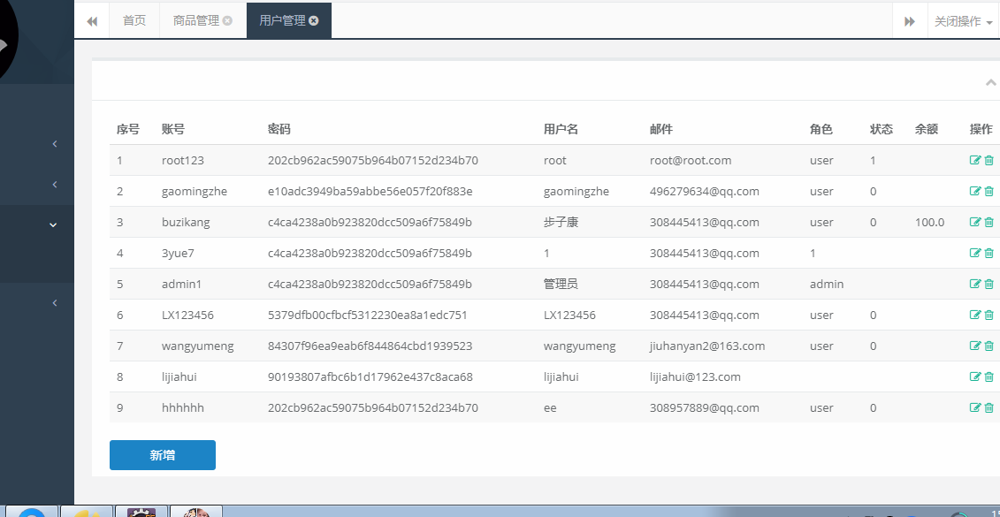 首页 商品管理 用户管理 关闭操作
序号 账号 密码 用户名 邮件 角色 状态 余额 操作
1 root123 202cb962ac59075b964b07152d234b70 root root@root.com user 1
2 gaomingzhe e10adc3949ba59abbe56e057f20f883e gaomingzhe 496279634@qq.com user 0
3 buzikang c4ca4238a0b923820dcc509a6f75849b 步子康 308445413@qq.com user 0 100.0
4 3yue7 c4ca4238a0b923820dcc509a6f75849b 1 308445413@qq.com 1
5 admin1 c4ca4238a0b923820dcc509a6f75849b 管理员 308445413@qq.com admin
6 LX123456 5379dfb00cfbcf5312230ea8a1edc751 LX123456 308445413@qq.com user 0
7 wangyumeng 84307f96ea9eab6f844864cbd1939523 wangyumeng jiuhanyan2@163.com user 0
8 lijiahui 90193807afbc6b1d17962e437c8aca68 lijiahui lijiahui@123.com
9 hhhhhh 202cb962ac59075b964b07152d234b70 ee 308957889@qq.com user 0
新增